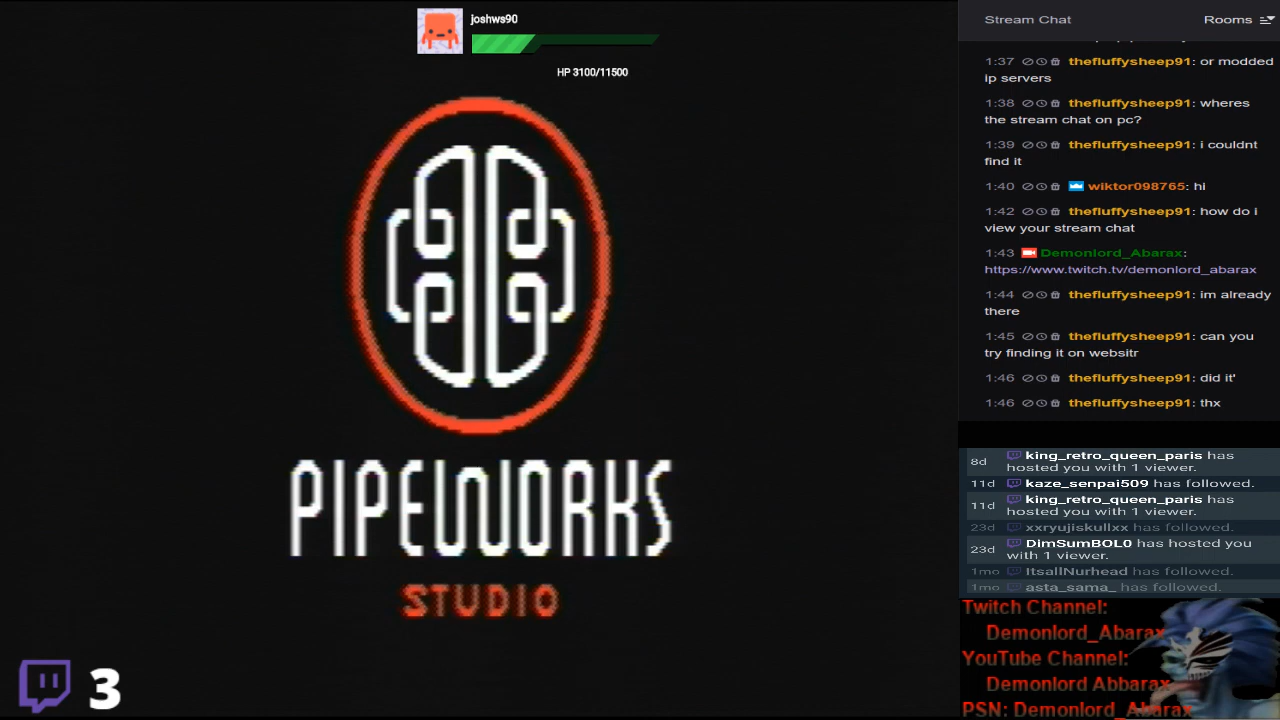 joshws90
HP 3100/11500
PIPEWORKS
STUDIO
3
Stream Chat
Rooms
1:37 thefluffysheep91: or modded
ip servers
1:38 thefluffysheep91: wheres
the stream chat on pc?
1:39 thefluffysheep91: i couldnt
find it
1:40 wiktor098765: hi
1:42 thefluffysheep91: how do i
view your stream chat
1:43 Demonlord_Abarax:
https://www.twitch.tv/demonlord_abarax
1:44 thefluffysheep91: im already
there
1:45 thefluffysheep91: can you
try finding it on websitr
1:46 thefluffysheep91: did it'
1:46 thefluffysheep91: thx
8d king_retro_queen_paris has
hosted you with 1 viewer.
11d kaze_senpai509 has followed.
11d king_retro_queen_paris has
hosted you with 1 viewer.
23d xxryujiskullxx has followed.
23d DimSumBOL0 has hosted you
with 1 viewer.
1mo ItsallNurhead has followed.
1mo asta_sama_ has followed.
Twitch Channel:
Demonlord_Abarax
YouTube Channel:
Demonlord Abbarax
PSN: Demonlord_Abarax